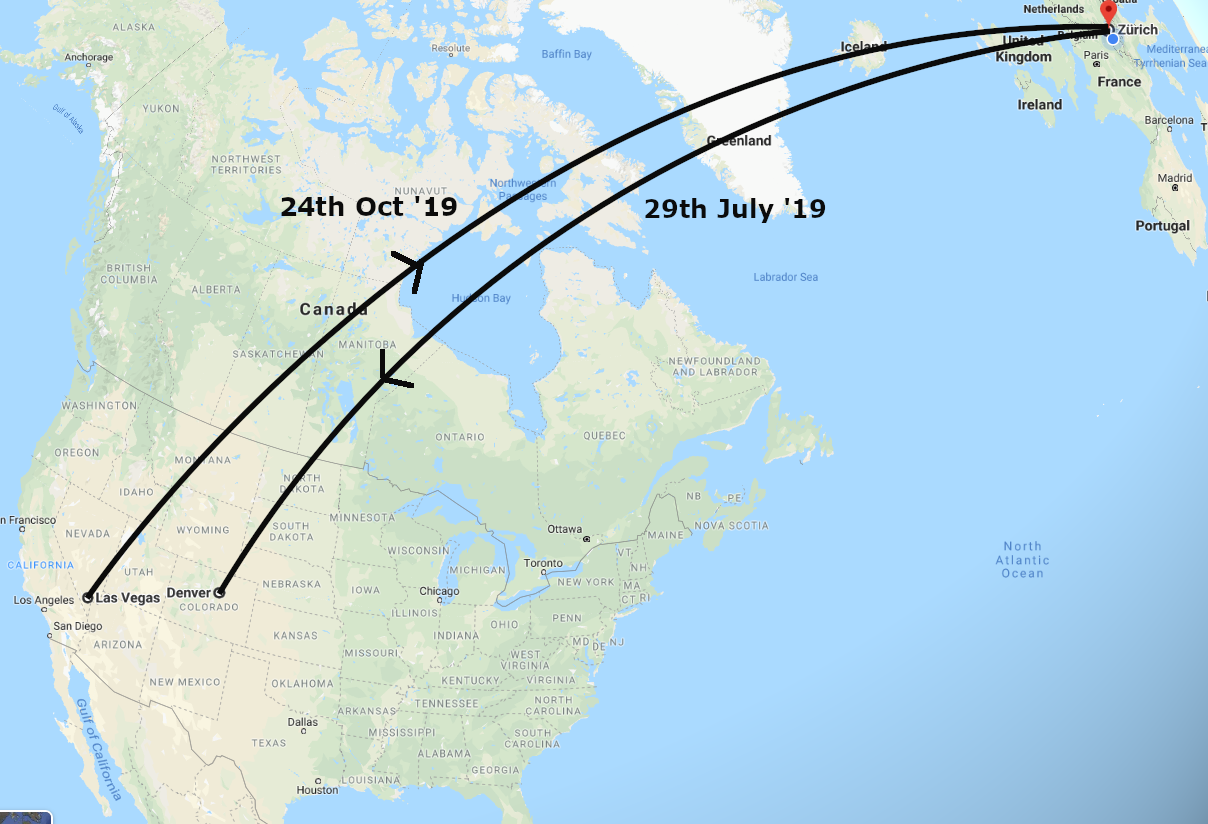 Netherlands
ALASKA
Zürich
Belgium
United
Kingdom
Iceland
Resolute
Baffin Bay
Anchorage
Paris
Mediterranea
Tyrrhenian Sea
France
YUKON
Ireland
Gulf of Alaska
Barcelona
Greenland
NORTHWEST
TERRITORIES
NUNAVUT
Northwestern
Passages
Madrid
24th Oct '19
29th July '19
Portugal
BRITISH
COLUMBIA
ALBERTA
Labrador Sea
Hudson Bay
Canada
MANITOBA
SASKATCHEWAN
NEWFOUNDLAND
AND LABRADOR
WASHINGTON
ONTARIO
QUEBEC
OREGON
MONTANA
NORTH
DAKOTA
IDAHO
NB
PE
MINNESOTA
n Francisco
NEVADA
WYOMING
SOUTH
DAKOTA
Ottawa
MAINE
NOVA SCOTIA
WISCONSIN
VT
North
Atlantic
Ocean
CALIFORNIA
UTAH
MICHIGAN
Toronto
NH
NEBRASKA
NEW YORK
MA
Los Angeles
Las Vegas
Denver
COLORADO
IOWA
Chicago
CT
RI
ILLINOIS
PENN
San Diego
OHIO
ARIZONA
KANSAS
INDIANA
MD
DE
NJ
MISSOURI
WEST
VIRGINIA
NEW MEXICO
OKLAHOMA
KENTUCKY
VIRGINIA
TENNESSEE
NORTH
CAROLINA
ARKANSAS
Gulf of California
Dallas
MISSISSIPPI
SOUTH
CAROLINA
TEXAS
ALABAMA
GEORGIA
LOUISIANA
Houston